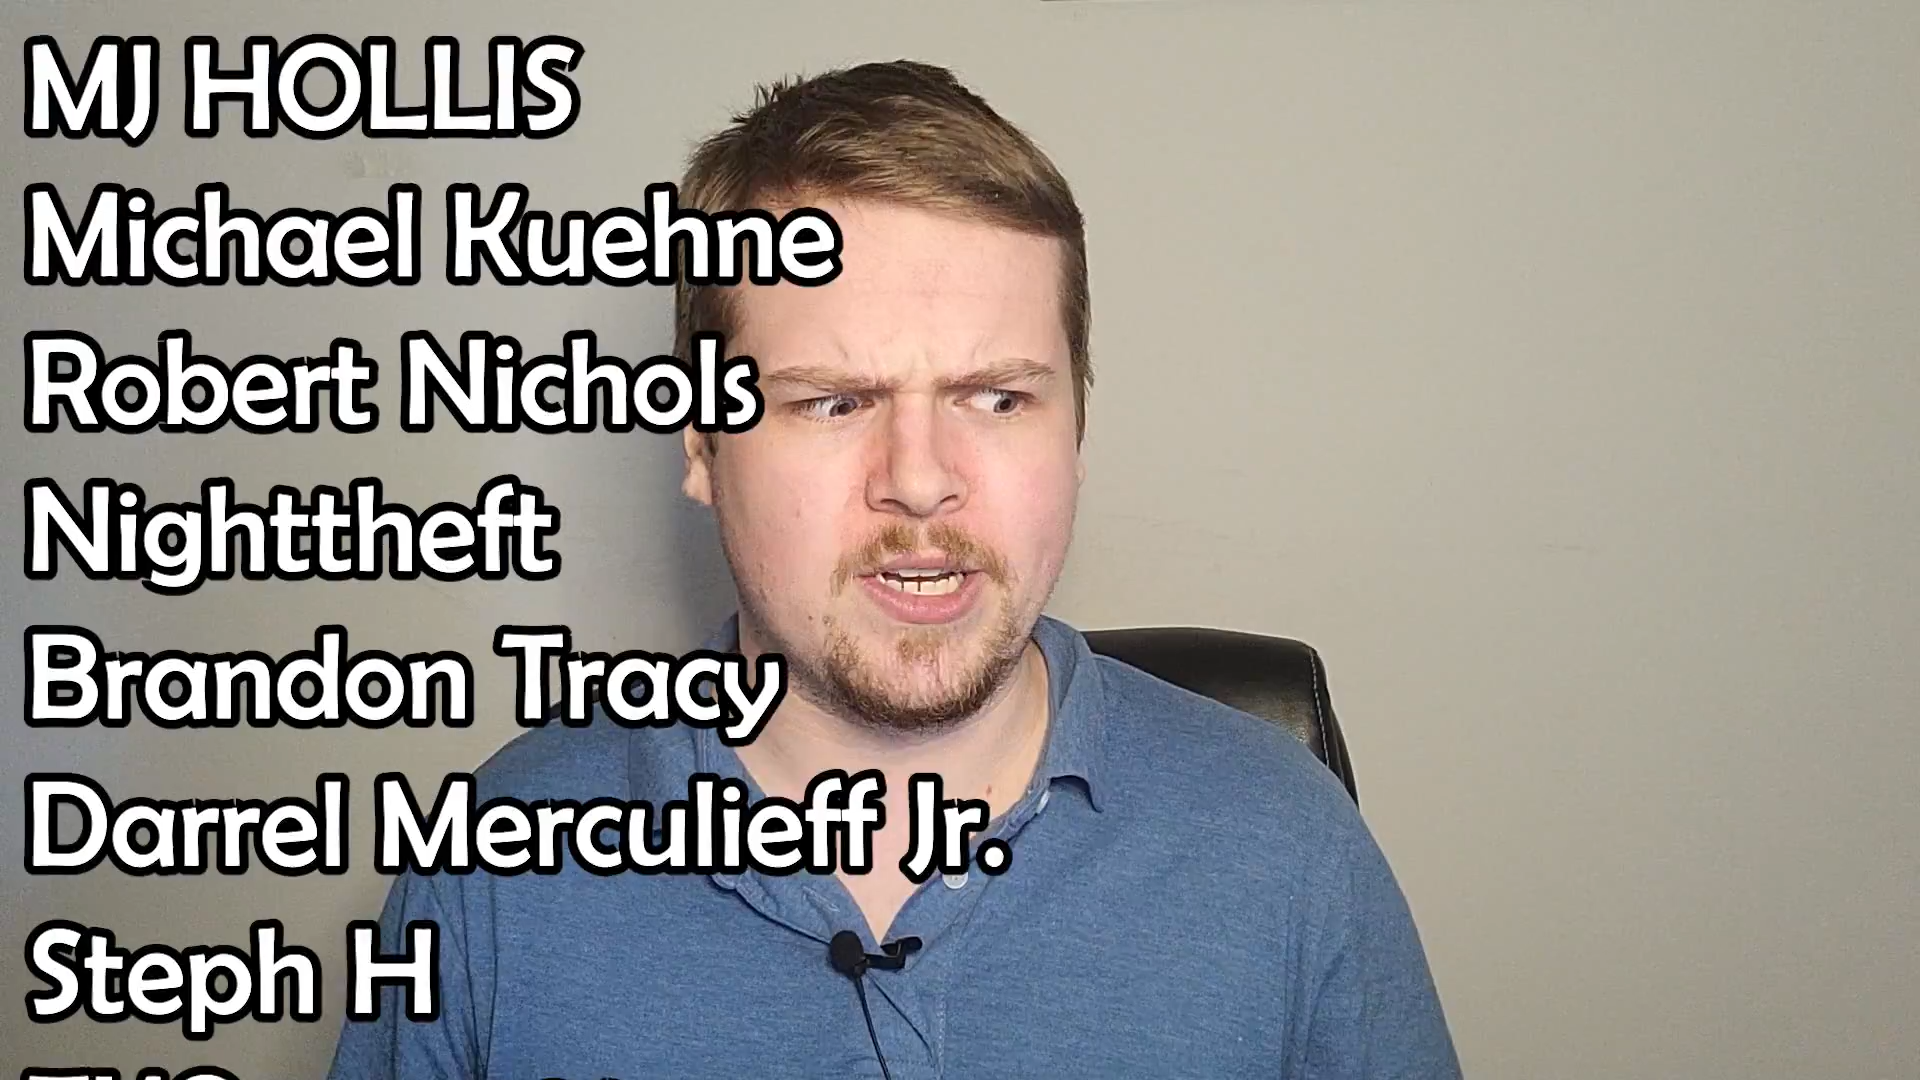 MJ HOLLIS
Michael Kuehne
Robert Nichols
Nighttheft
Brandon Tracy
Darrel Merculieff Jr.
Steph H